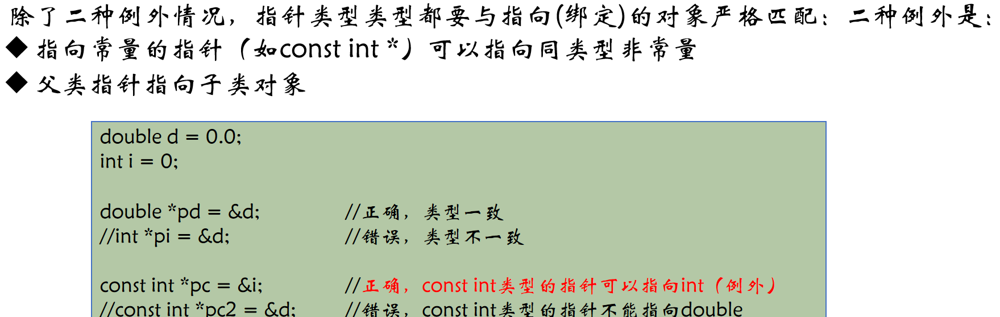 除了二种例外情况，指针类型类型都要与指向(绑定)的对象严格匹配：二种例外是：
◆ 指向常量的指针（如const int *）可以指向同类型非常量
◆ 父类指针指向子类对象
double d = 0.0;
int i = 0;
double *pd = &d; //正确，类型一致
//int *pi = &d; //错误，类型不一致
const int *pc = &i; //正确，const int类型的指针可以指向int（例外）
//const int *pc2 = &d; //错误，const int类型的指针不能指向double